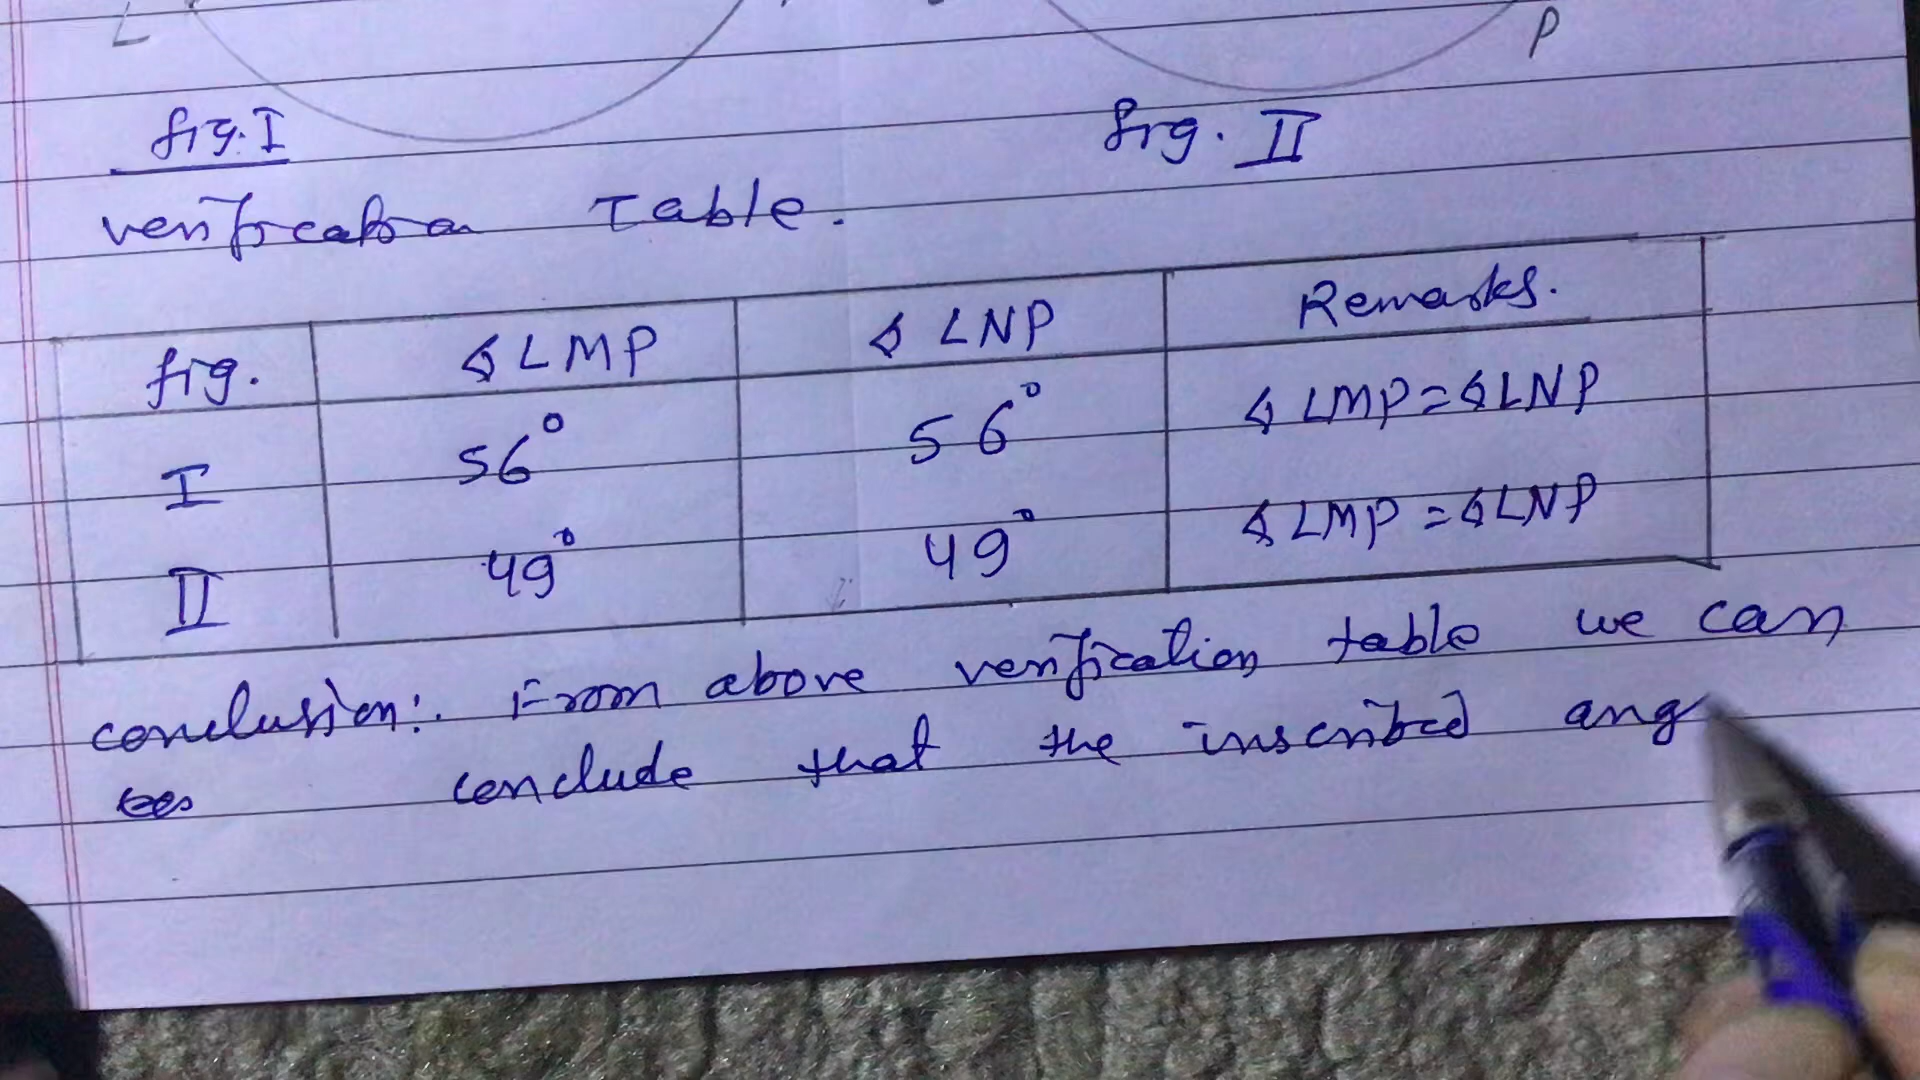 L
P
fig. I
fig. II
verification Table.
fig. ∡LMP ∡LNP Remarks.
I 56° 56° ∡LMP=∡LNP
II 49° 49° ∡LMP=∡LNP
conclusion:. From above verification table we can
conclude that the inscribed ang